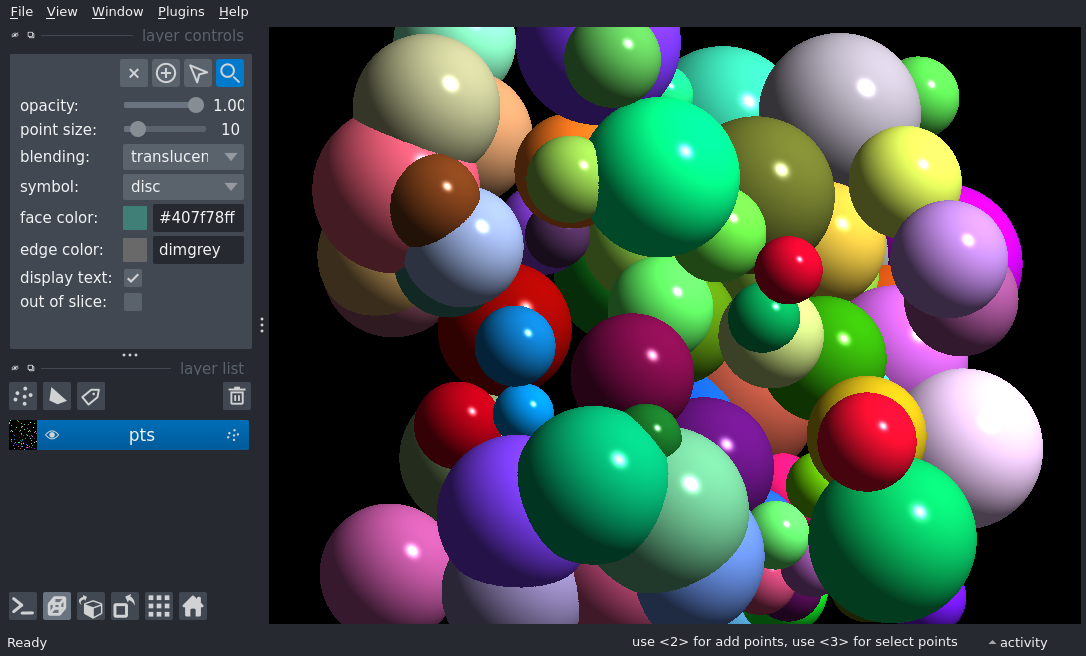 File View Window Plugins Help
layer controls
opacity: 1.00
point size: 10
blending: translucen
symbol: disc
face color: #407f78ff
edge color: dimgrey
display text:
out of slice:
layer list
pts
Ready
use <2> for add points, use <3> for select points
activity